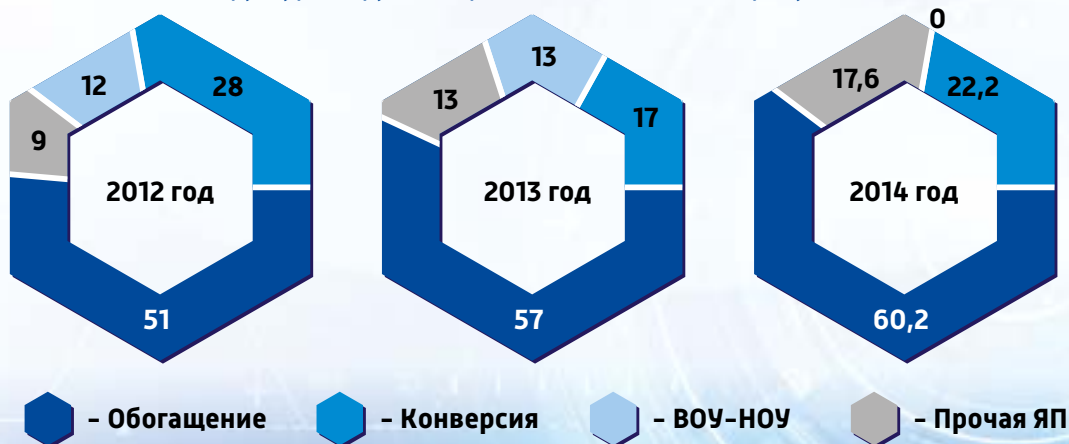 0
12
28
9
2012 год
51
13
13
17
2013 год
57
17,6
22,2
2014 год
60,2
– Обогащение
– Конверсия
– ВОУ-НОУ
– Прочая ЯП